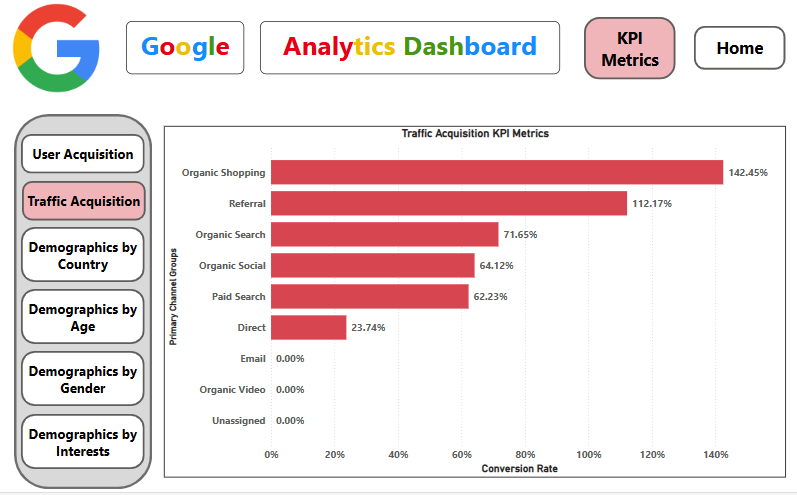 Google
Analytics Dashboard
KPI
Metrics
Home
User Acquisition
Traffic Acquisition
Demographics by
Country
Demographics by
Age
Demographics by
Gender
Demographics by
Interests
Traffic Acquisition KPI Metrics
Primary Channel Groups
Organic Shopping 142.45%
Referral 112.17%
Organic Search 71.65%
Organic Social 64.12%
Paid Search 62.23%
Direct 23.74%
Email 0.00%
Organic Video 0.00%
Unassigned 0.00%
0% 20% 40% 60% 80% 100% 120% 140%
Conversion Rate